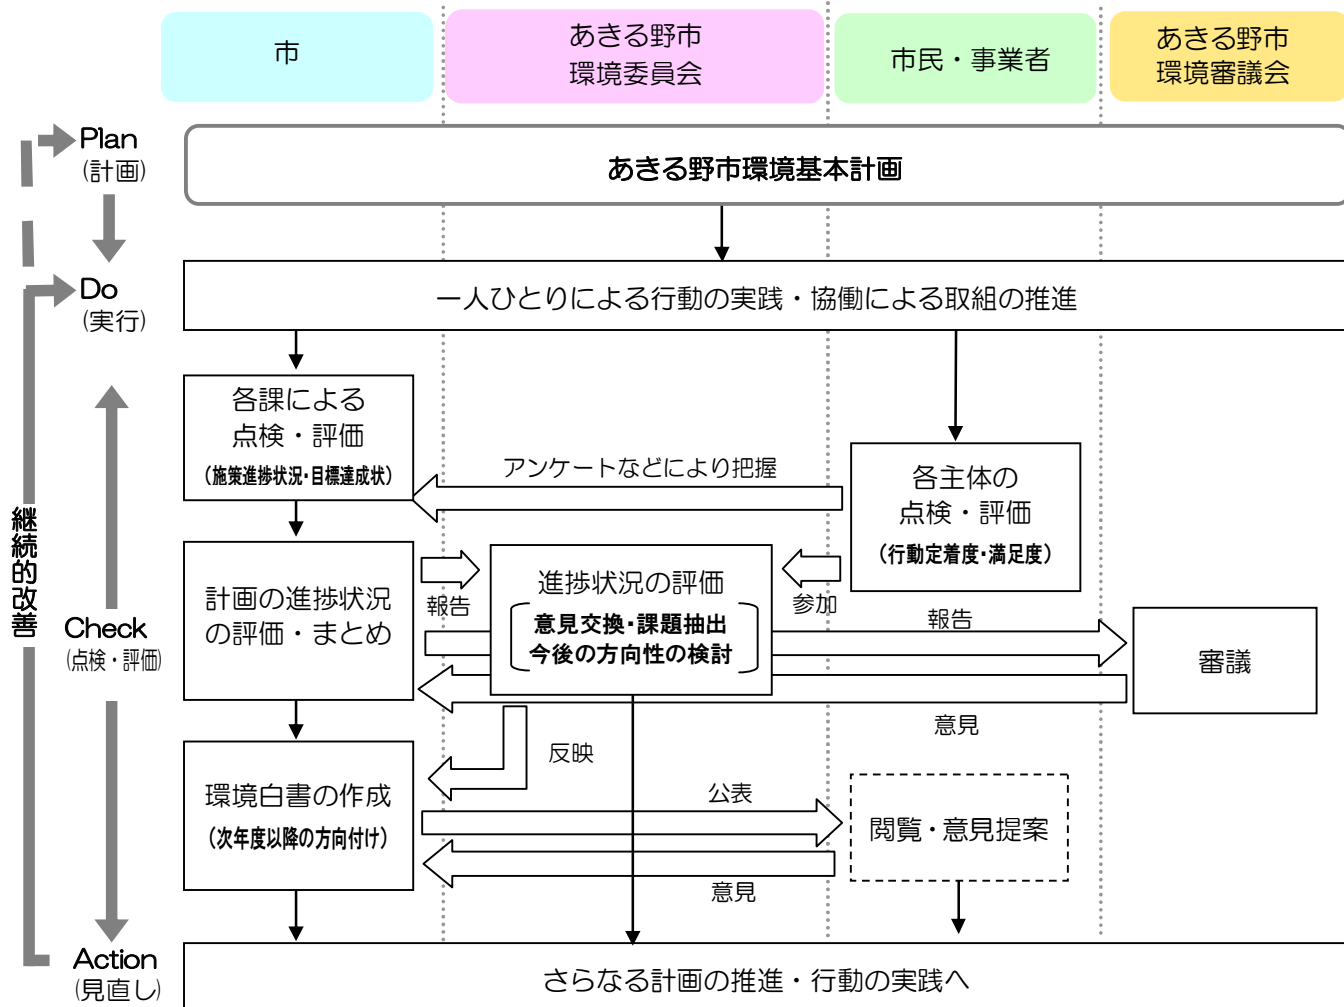 市
あきる野市
環境委員会
市民・事業者
あきる野市
環境審議会
Plan
(計画)
あきる野市環境基本計画
Do
(実行)
一人ひとりによる行動の実践・協働による取組の推進
各課による
点検・評価
(施策進捗状況・目標達成状)
アンケートなどにより把握
各主体の
点検・評価
(行動定着度・満足度)
継続的改善
Check
(点検・評価)
計画の進捗状況
の評価・まとめ
報告
進捗状況の評価
意見交換・課題抽出
今後の方向性の検討
参加
報告
審議
意見
反映
環境白書の作成
(次年度以降の方向付け)
公表
閲覧・意見提案
意見
Action
(見直し)
さらなる計画の推進・行動の実践へ